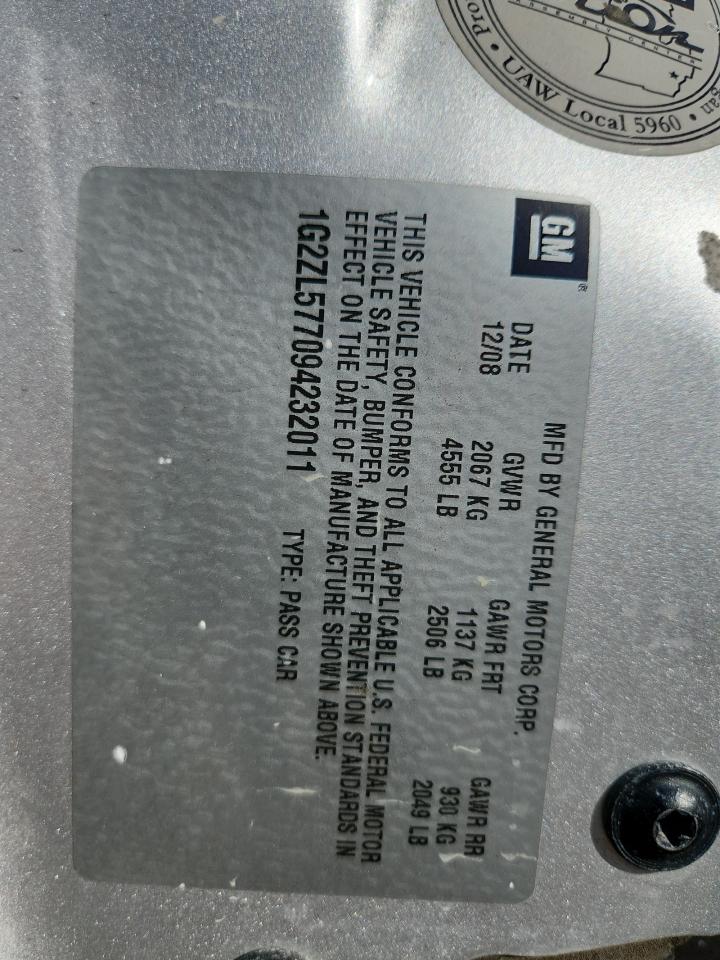 ASSEMBLY CENTER
UAW Local 5960
GM
MFD BY GENERAL MOTORS CORP.
DATE GVWR GAWR FRT GAWR RR
12/08 2067 KG 1137 KG 930 KG
4555 LB 2506 LB 2049 LB
THIS VEHICLE CONFORMS TO ALL APPLICABLE U.S. FEDERAL MOTOR
VEHICLE SAFETY, BUMPER, AND THEFT PREVENTION STANDARDS IN
EFFECT ON THE DATE OF MANUFACTURE SHOWN ABOVE.
1G2ZL577094232011 TYPE: PASS CAR